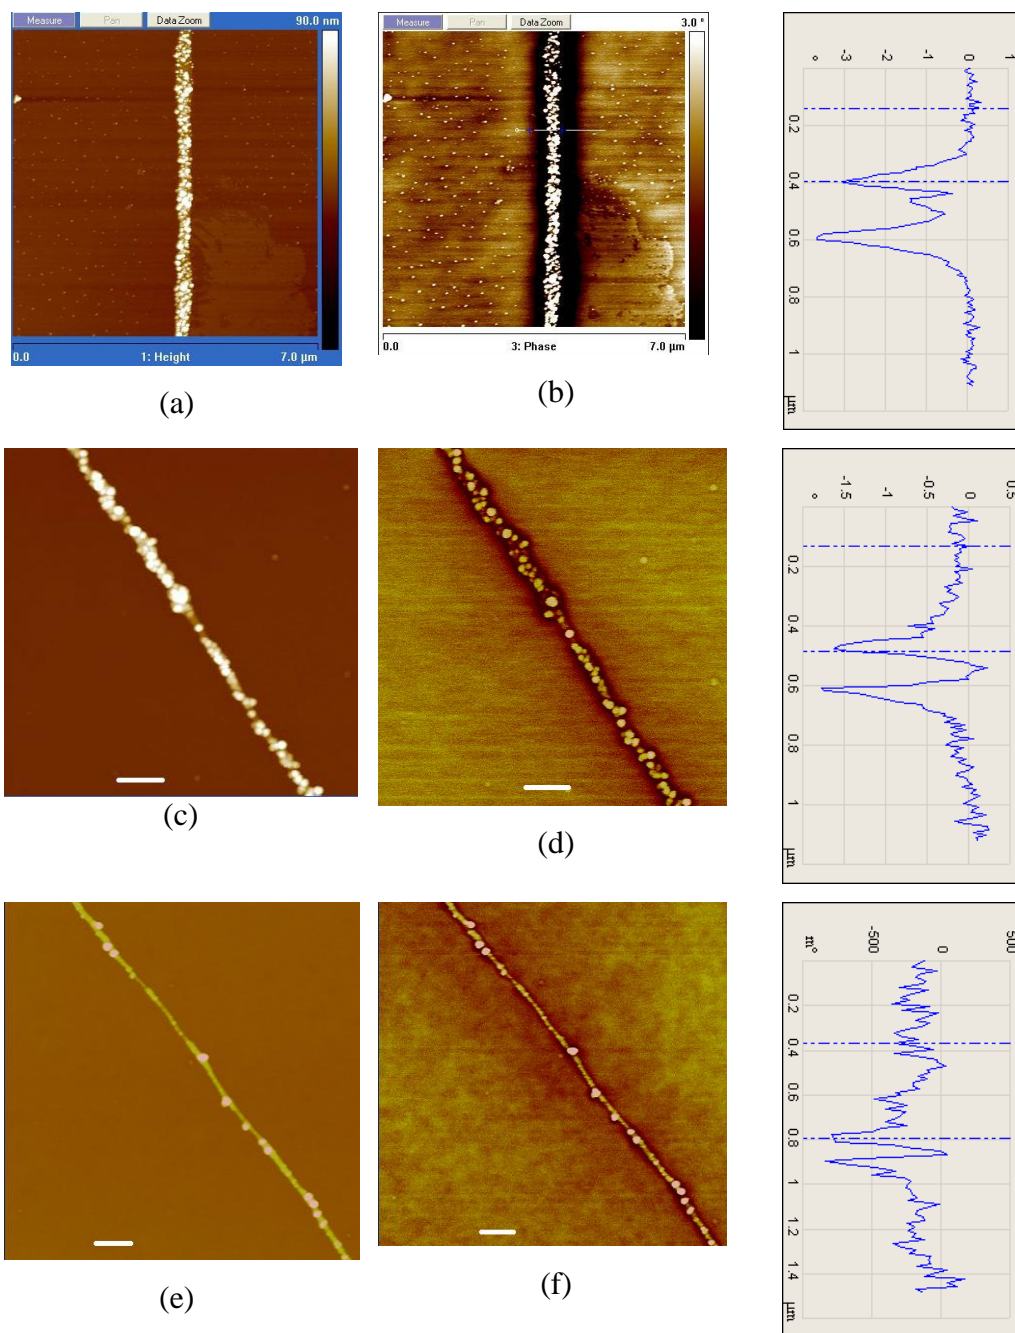 Measure Pan Data Zoom 90.0 nm
0.0 1: Height 7.0 µm
(a)
Measure Pan Data Zoom 3.0 °
0.0 3: Phase 7.0 µm
(b)
-3 -2 -1 0 1
°
0.2
0.4
0.6
0.8
1
µm
(c)
(d)
-1.5 -1 -0.5 0 0.5
°
0.2
0.4
0.6
0.8
1
µm
(e)
(f)
-500 0 500
m°
0.2
0.4
0.6
0.8
1
1.2
1.4
µm